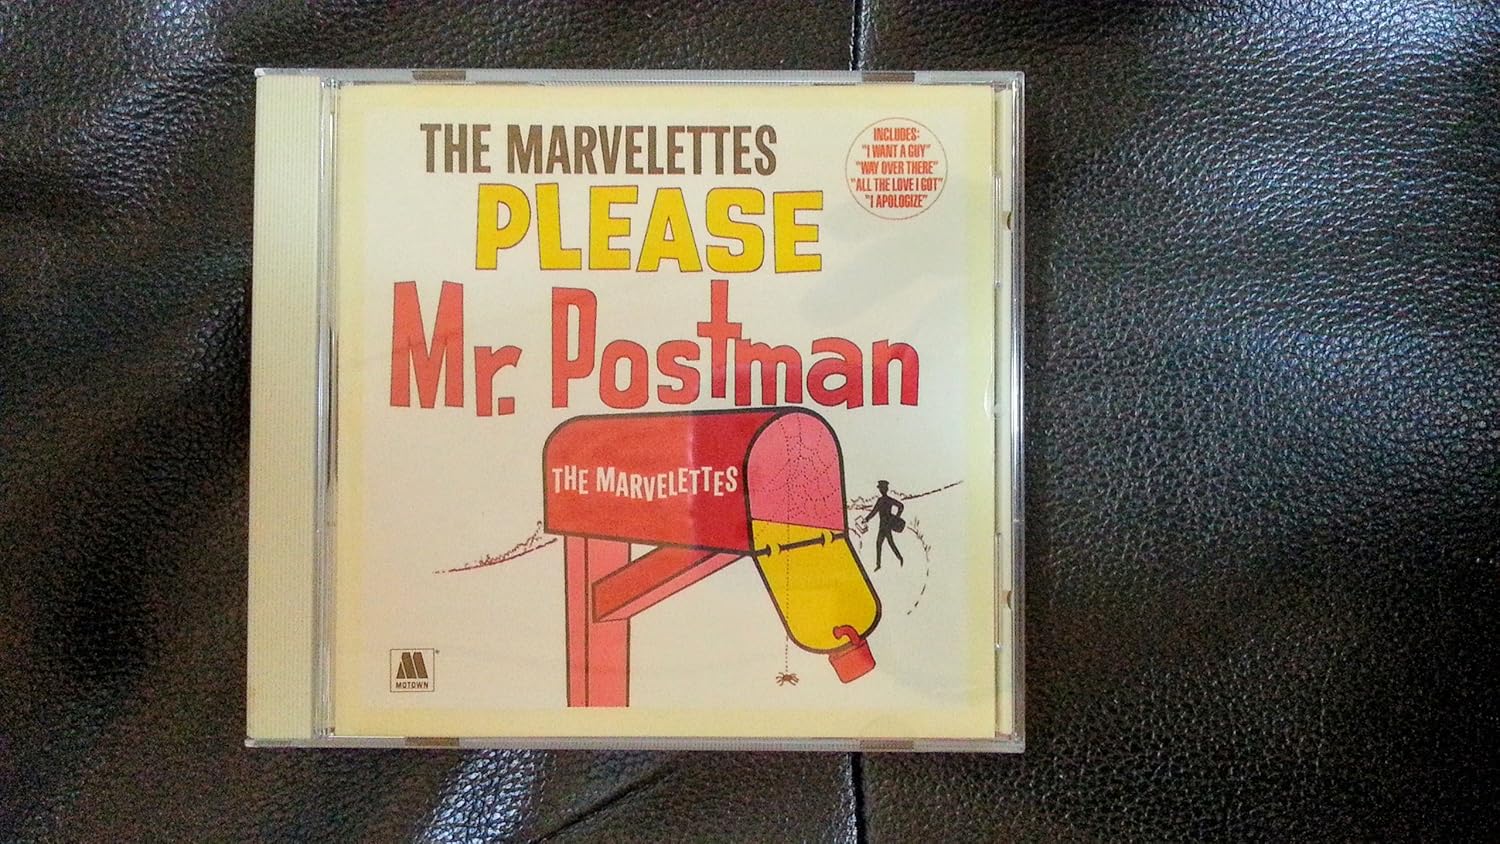 THE MARVELETTES
PLEASE
Mr. Postman
INCLUDES:
"I WANT A GUY"
"WAY OVER THERE"
"ALL THE LOVE I GOT"
"I APOLOGIZE"
THE MARVELETTES
MOTOWN